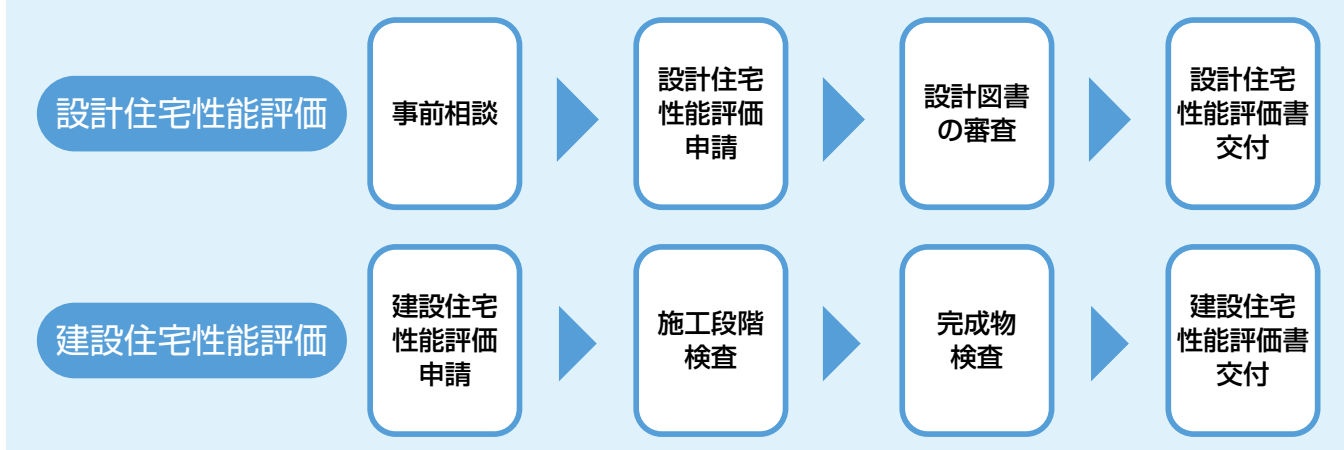 設計住宅性能評価
事前相談
設計住宅
性能評価
申請
設計図書
の審査
設計住宅
性能評価書
交付
建設住宅性能評価
建設住宅
性能評価
申請
施工段階
検査
完成物
検査
建設住宅
性能評価書
交付